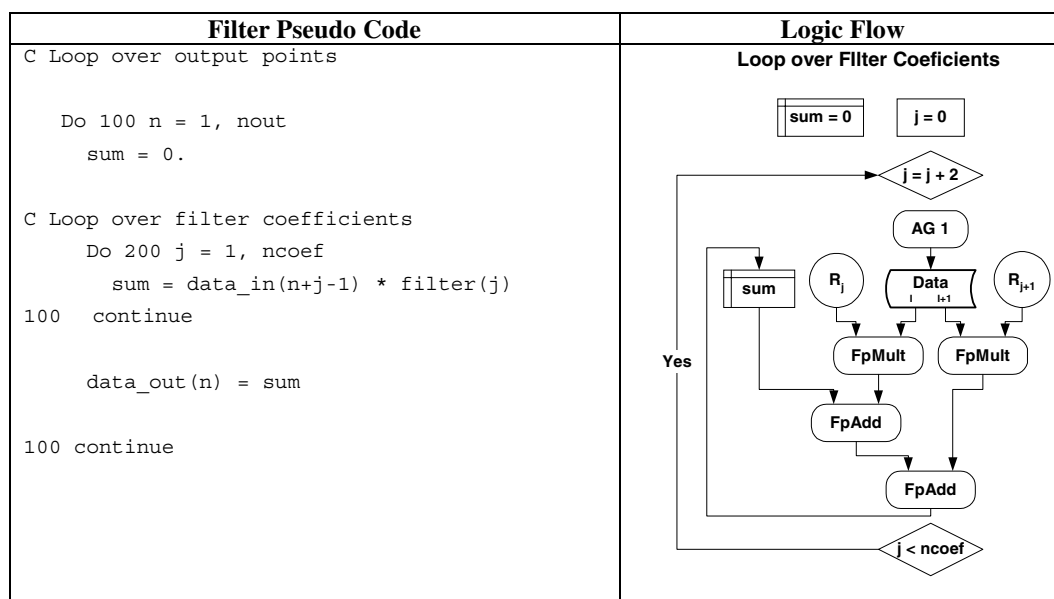 Filter Pseudo Code
C Loop over output points
Do 100 n = 1, nout
sum = 0.
C Loop over filter coefficients
Do 200 j = 1, ncoef
sum = data_in(n+j-1) * filter(j)
100 continue
data_out(n) = sum
100 continue
Logic Flow
Loop over FIlter Coeficients
sum = 0
j = 0
j = j + 2
AG 1
sum
Rj
Data
I I+1
Rj+1
FpMult
FpMult
Yes
FpAdd
FpAdd
j < ncoef